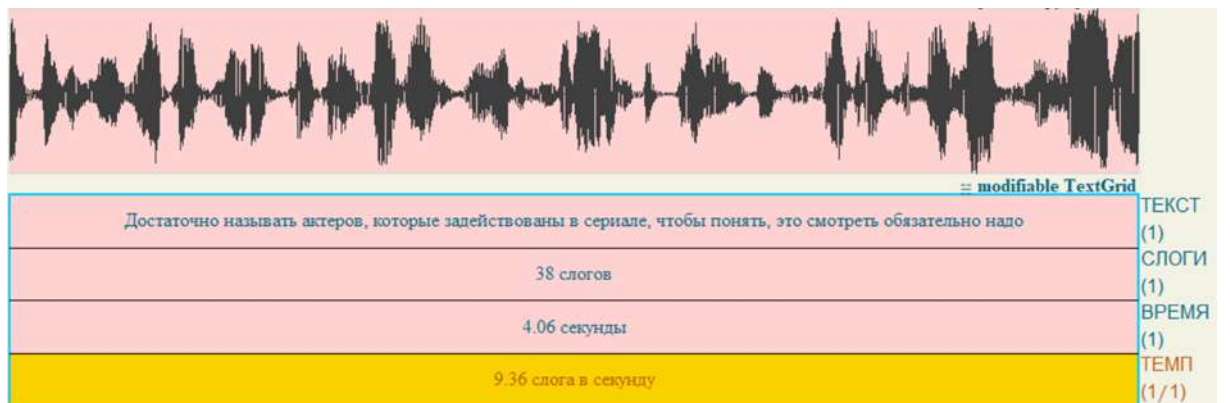 :: modifiable TextGrid
Достаточно называть актеров, которые задействованы в сериале, чтобы понять, это смотреть обязательно надо
ТЕКСТ
(1)
38 слогов
СЛОГИ
(1)
4.06 секунды
ВРЕМЯ
(1)
9.36 слога в секунду
ТЕМП
(1/1)